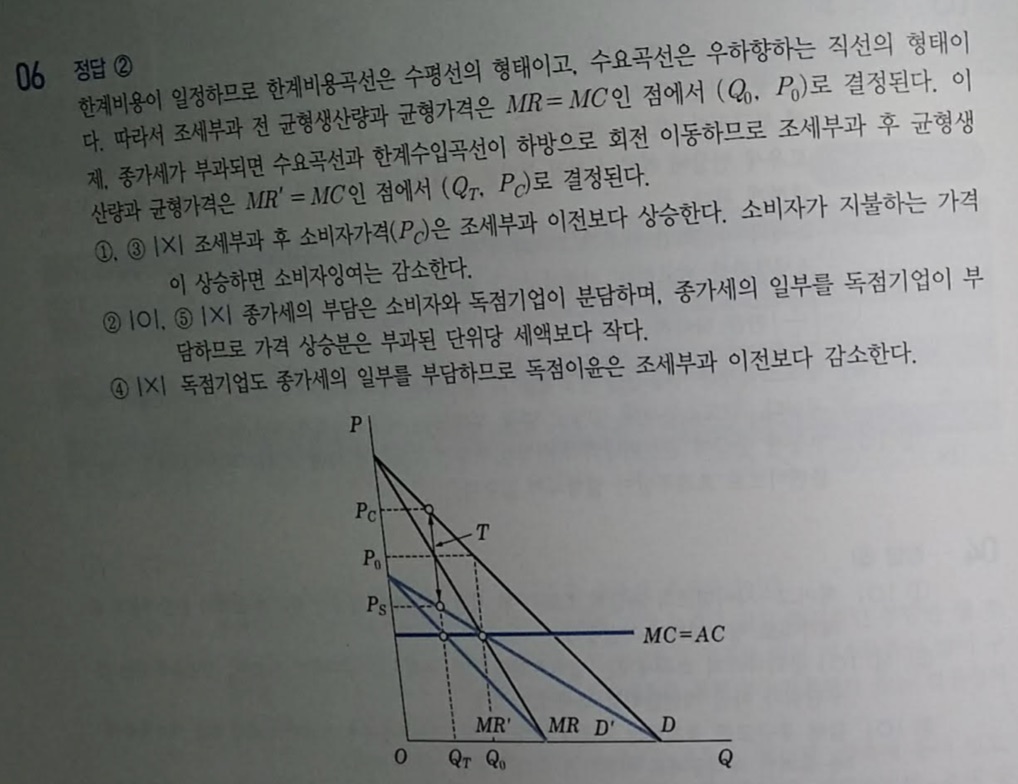 06 정답 ②
한계비용이 일정하므로 한계비용곡선은 수평선의 형태이고, 수요곡선은 우하향하는 직선의 형태이
다. 따라서 조세부과 전 균형생산량과 균형가격은 MR=MC인 점에서 (Q₀, P₀)로 결정된다. 이
제, 종가세가 부과되면 수요곡선과 한계수입곡선이 하방으로 회전 이동하므로 조세부과 후 균형생
산량과 균형가격은 MR'=MC인 점에서 (Q_T, P_C)로 결정된다.
①, ③ |X| 조세부과 후 소비자가격(P_C)은 조세부과 이전보다 상승한다. 소비자가 지불하는 가격
이 상승하면 소비자잉여는 감소한다.
② |O|, ⑤ |X| 종가세의 부담은 소비자와 독점기업이 분담하며, 종가세의 일부를 독점기업이 부
담하므로 가격 상승분은 부과된 단위당 세액보다 작다.
④ |X| 독점기업도 종가세의 일부를 부담하므로 독점이윤은 조세부과 이전보다 감소한다.
P
P_C
T
P₀
P_S
MC=AC
MR' MR D' D
O Q_T Q₀ Q